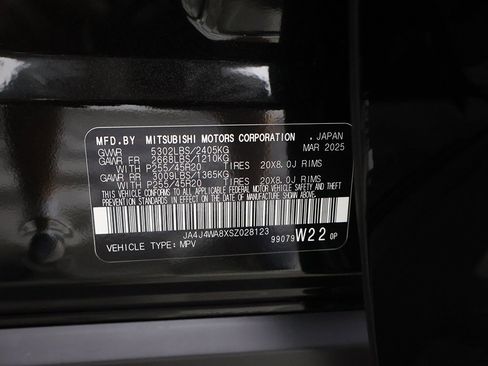 MFD.BY MITSUBISHI MOTORS CORPORATION , JAPAN
GVWR 5302LBS/2405KG MAR 2025
GAWR FR 2668LBS/1210KG
WITH P255/45R20 TIRES 20X8.0J RIMS
GAWR RR 3009LBS/1365KG
WITH P255/45R20 TIRES 20X8.0J RIMS
THIS VEHICLE CONFORMS TO ALL APPLICABLE FEDERAL MOTOR VEHICLE
SAFETY AND THEFT PREVENTION STANDARDS IN EFFECT ON THE DATE
OF MANUFACTURE SHOWN ABOVE.
JA4J4WA8XSZ028123
VEHICLE TYPE: MPV 99079 W22 0P